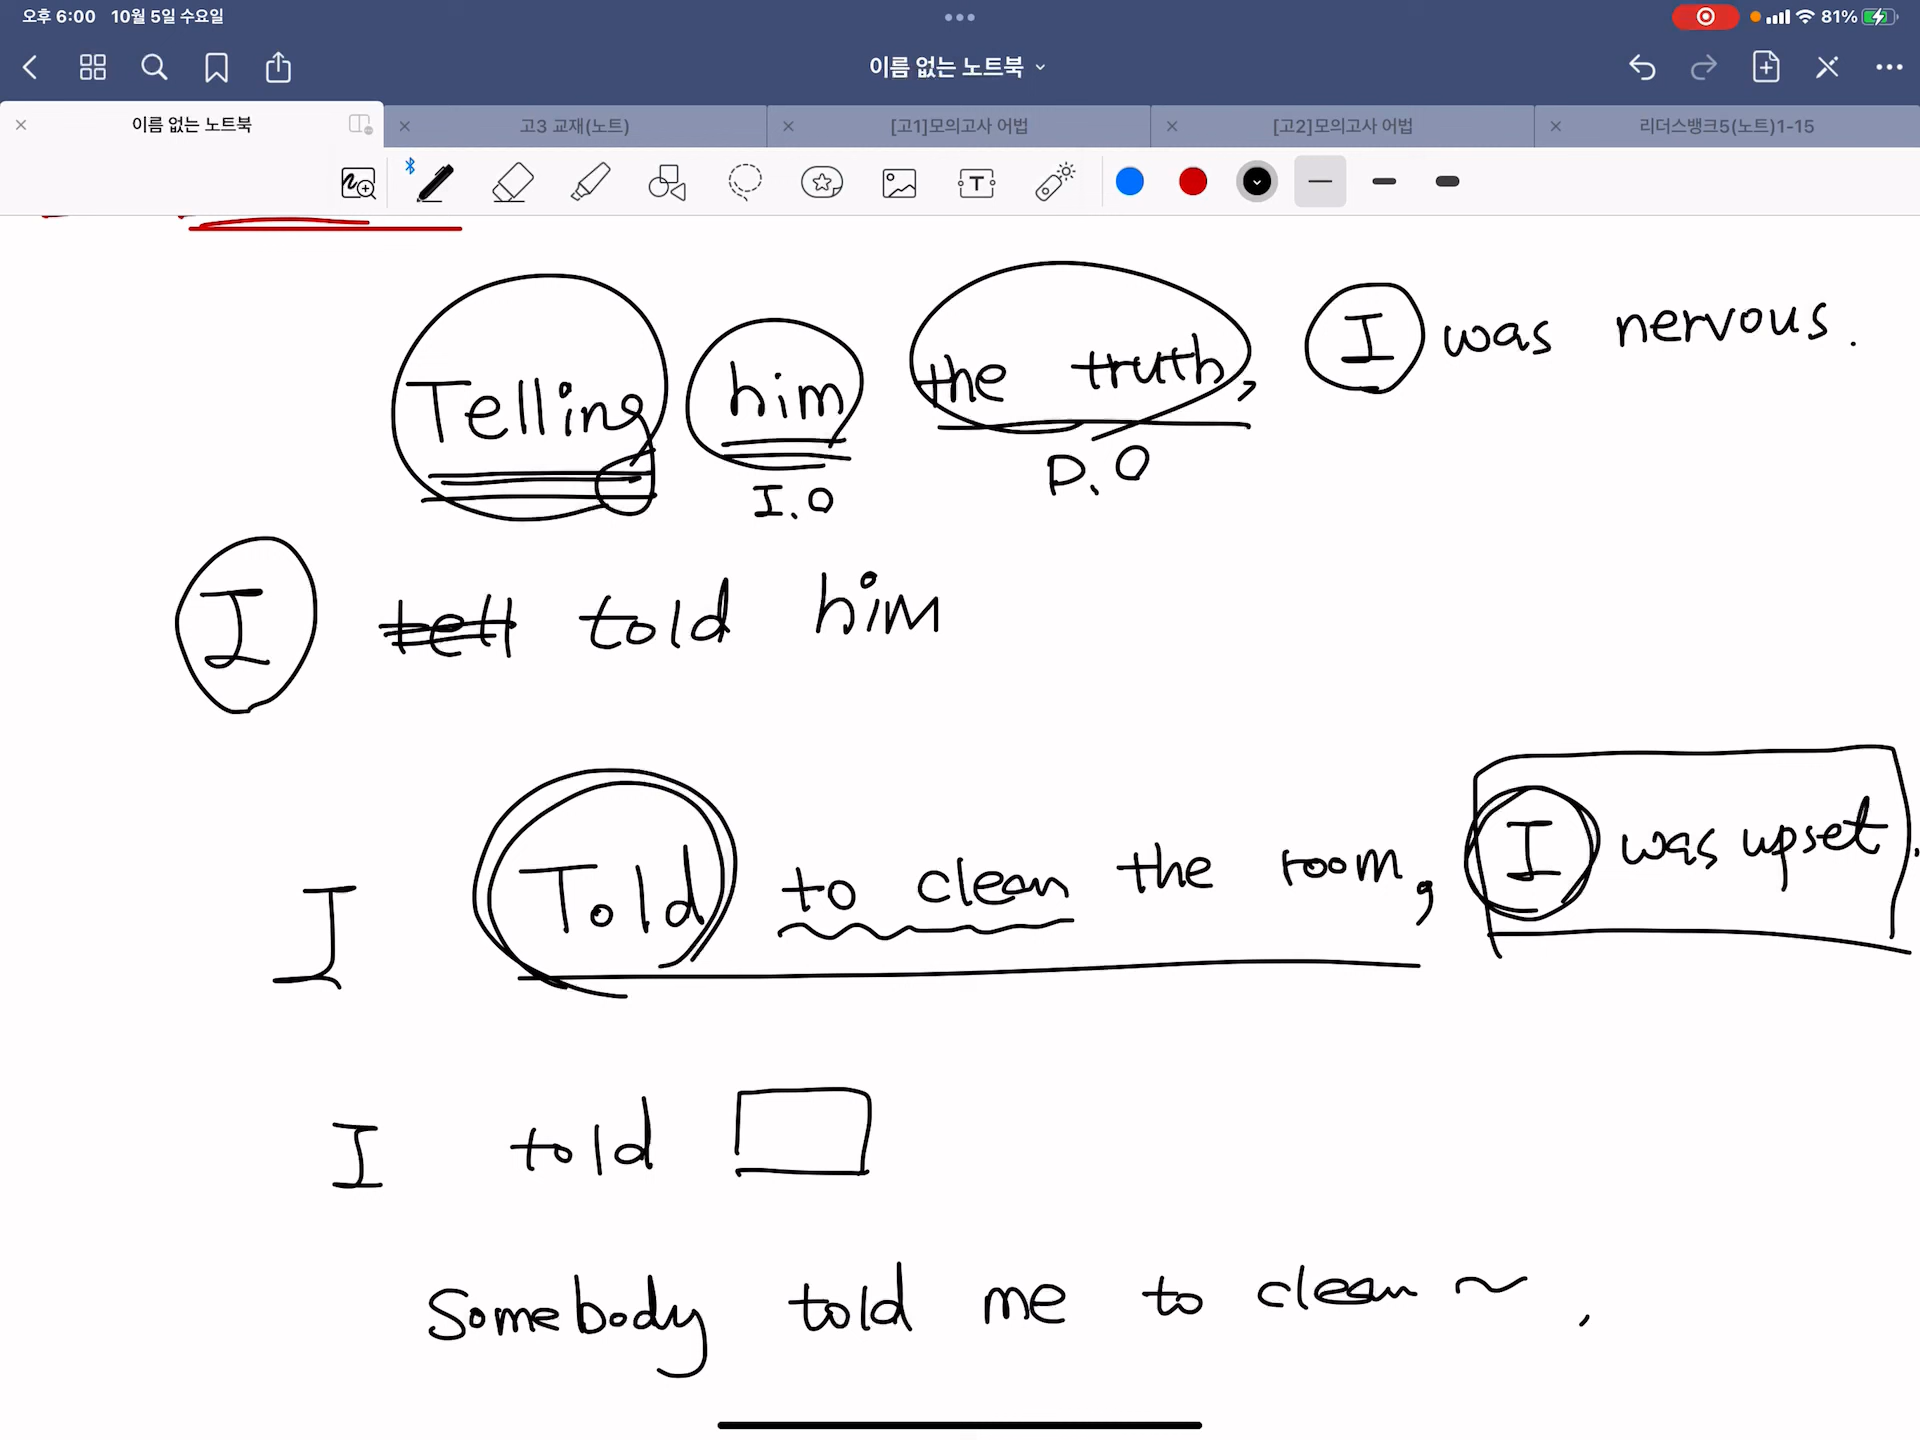 오후 6:00 10월 5일 수요일 81%
이름 없는 노트북
이름 없는 노트북 고3 교재(노트) [고1]모의고사 어법 [고2]모의고사 어법 리더스뱅크5(노트)1-15
Telling him the truth, I was nervous.
I.O D.O
I tell told him
I Told to clean the room, I was upset.
I told
Somebody told me to clean ~ .